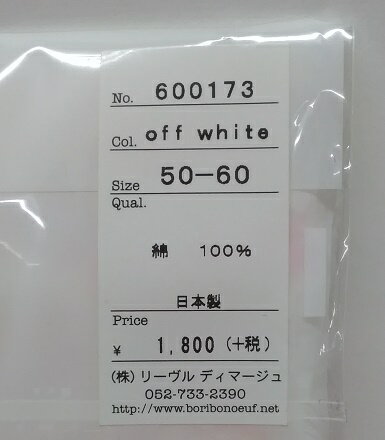 No. 600173
Col. off white
Size 50-60
Qual.
綿 100%
日本製
Price
¥ 1,800 (+税)
(株) リーヴル ディマージュ
052-733-2390
http://www.boribonoeuf.net